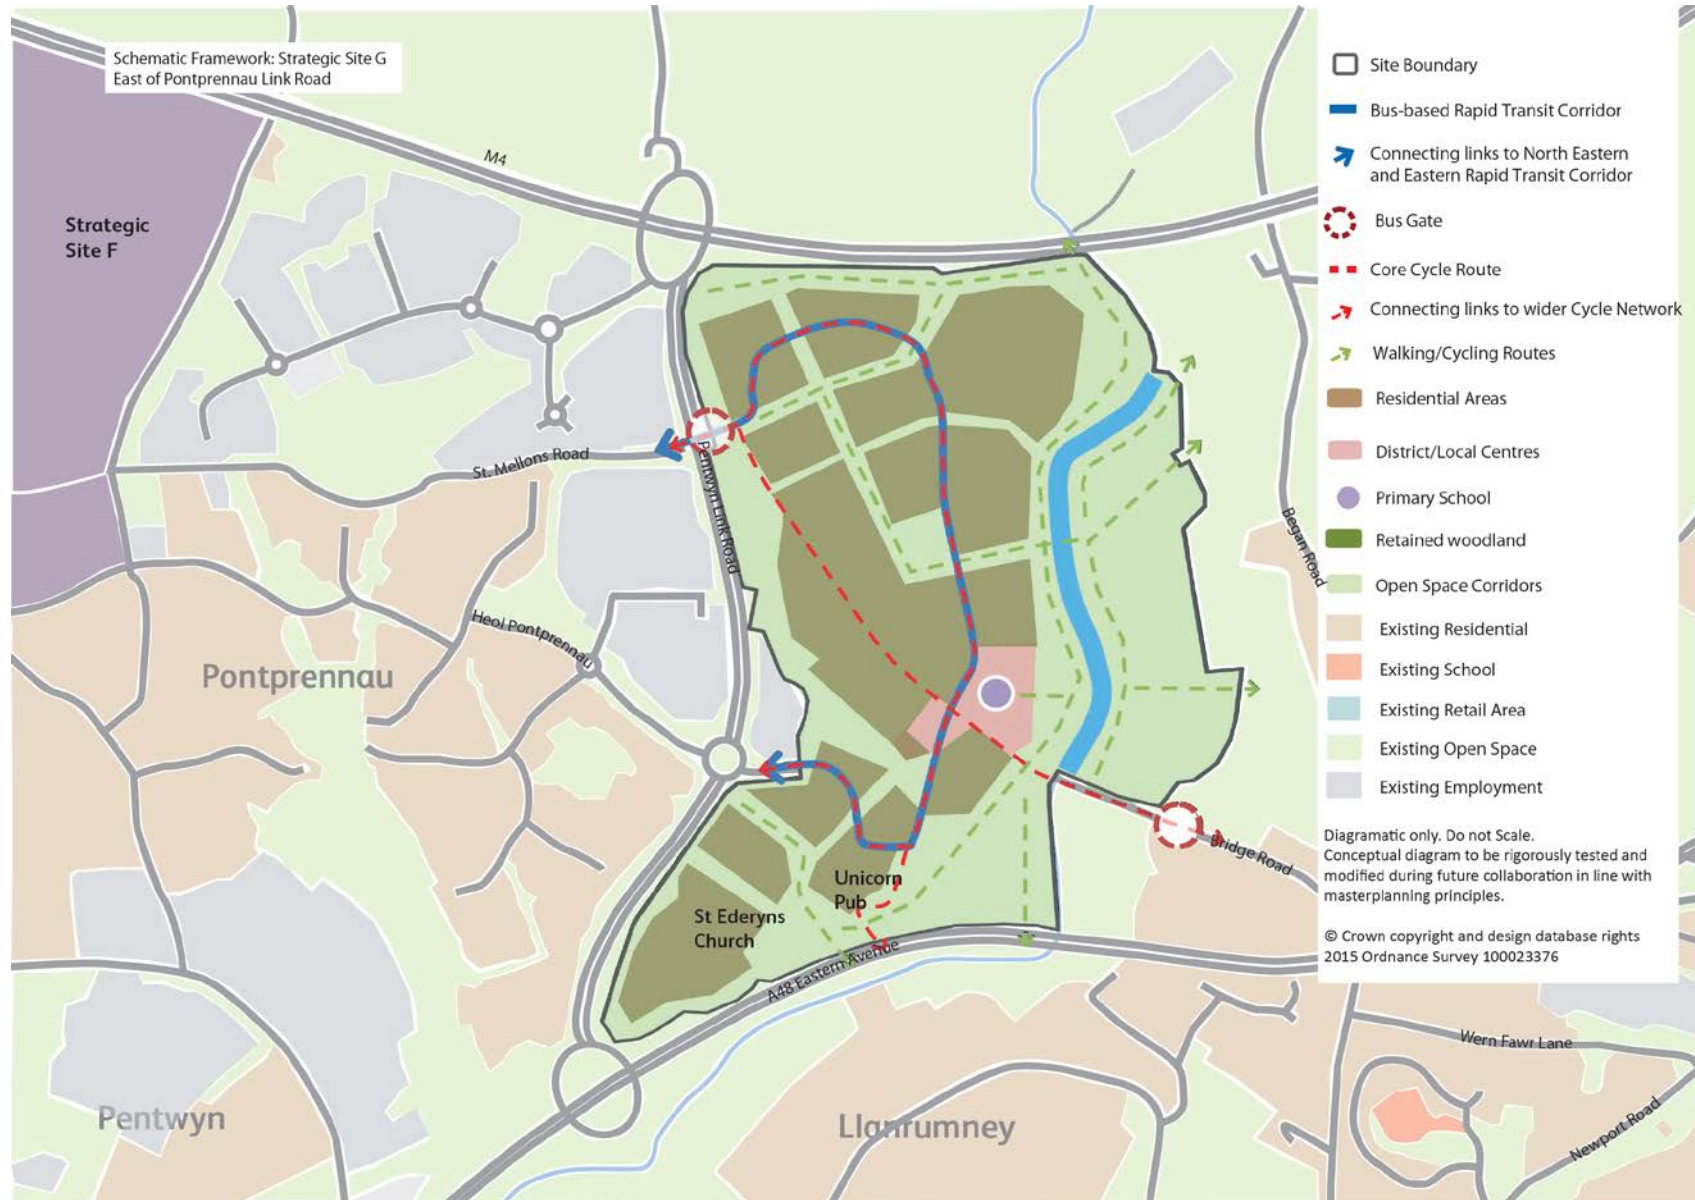 Schematic Framework: Strategic Site G
East of Pontprennau Link Road
M4
Strategic
Site F
St. Mellons Road
Pentwyn Link Road
Heol Pontprennau
Pontprennau
Began Road
Bridge Road
Unicorn
Pub
St Ederyns
Church
A48 Eastern Avenue
Pentwyn
Llanrumney
Wern Fawr Lane
Newport Road
Site Boundary
Bus-based Rapid Transit Corridor
Connecting links to North Eastern
and Eastern Rapid Transit Corridor
Bus Gate
Core Cycle Route
Connecting links to wider Cycle Network
Walking/Cycling Routes
Residential Areas
District/Local Centres
Primary School
Retained woodland
Open Space Corridors
Existing Residential
Existing School
Existing Retail Area
Existing Open Space
Existing Employment
Diagramatic only. Do not Scale.
Conceptual diagram to be rigorously tested and
modified during future collaboration in line with
masterplanning principles.
© Crown copyright and design database rights
2015 Ordnance Survey 100023376